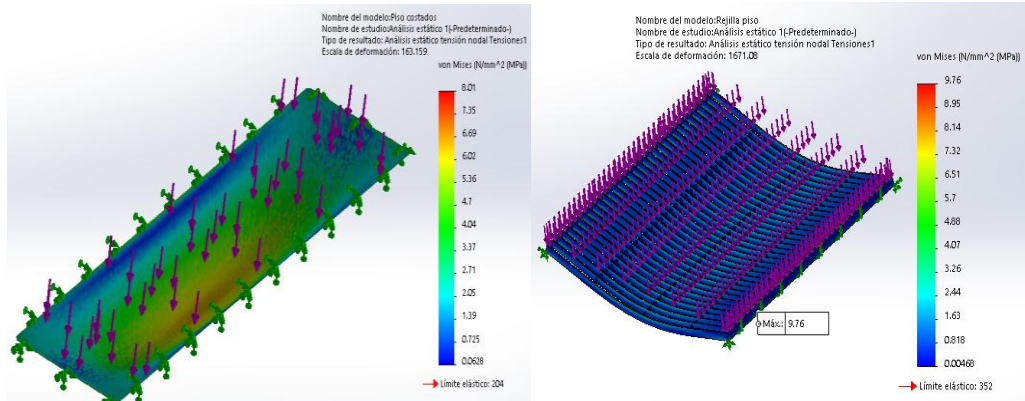 Nombre del modelo:Piso costados
Nombre de estudio:Análisis estático 1(-Predeterminado-)
Tipo de resultado: Análisis estático tensión nodal Tensiones1
Escala de deformación: 163.159
von Mises (N/mm^2 (MPa))
8.01
7.35
6.69
6.02
5.36
4.7
4.04
3.37
2.71
2.05
1.39
0.725
0.0628
Límite elástico: 204
Nombre del modelo:Rejilla piso
Nombre de estudio:Análisis estático 1(-Predeterminado-)
Tipo de resultado: Análisis estático tensión nodal Tensiones1
Escala de deformación: 1671.08
von Mises (N/mm^2 (MPa))
9.76
8.95
8.14
7.32
6.51
5.7
4.88
4.07
3.26
2.44
1.63
0.818
0.00468
Máx.: 9.76
Límite elástico: 352